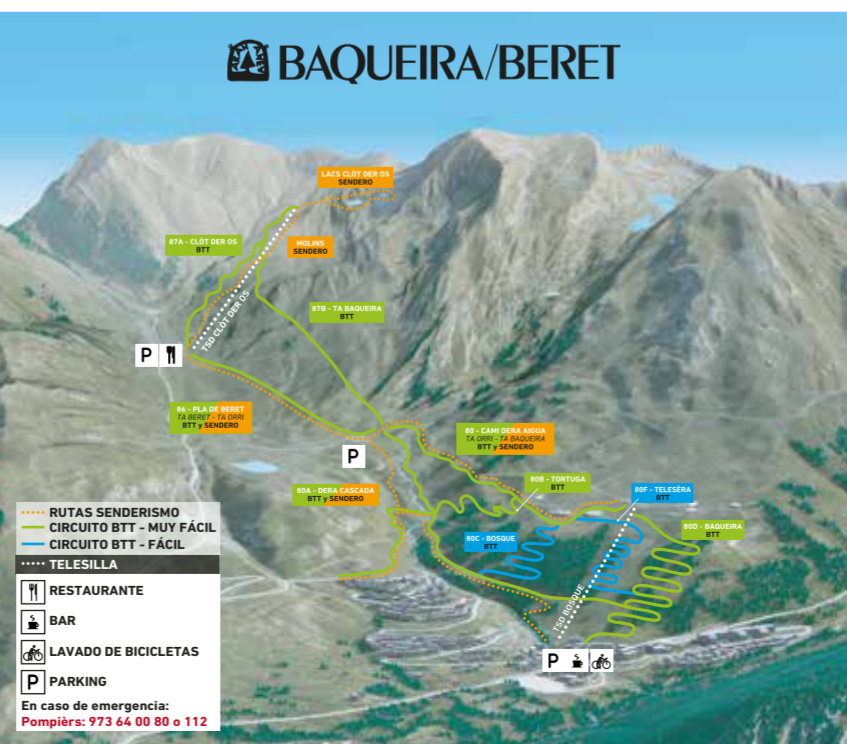 BAQUEIRA/BERET
LACS CLÒT DER OS
SENDERO
87A - CLÒT DER OS
BTT
MOLINS
SENDERO
TSD CLÒT DER OS
87B - TA BAQUEIRA
BTT
P
86 - PLA DE BERET
TA BERET - TA ORRI
BTT y SENDERO
80 - CAMI DERA AIGUA
TA ORRI - TA BAQUEIRA
BTT y SENDERO
P
80B - TORTUGA
BTT
80F - TELESÈRA
BTT
80A - DERA CASCADA
BTT y SENDERO
80D - BAQUEIRA
BTT
80C - BOSQUE
BTT
TSD BOSQUE
P
RUTAS SENDERISMO
CIRCUITO BTT - MUY FÁCIL
CIRCUITO BTT - FÁCIL
TELESILLA
RESTAURANTE
BAR
LAVADO DE BICICLETAS
P PARKING
En caso de emergencia:
Pompièrs: 973 64 00 80 o 112